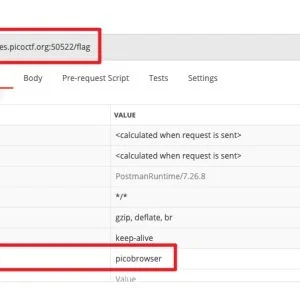 es.picoctf.org:50522/flag
Body Pre-request Script Tests Settings
VALUE
<calculated when request is sent>
<calculated when request is sent>
PostmanRuntime/7.26.8
*/*
gzip, deflate, br
keep-alive
picobrowser
Value